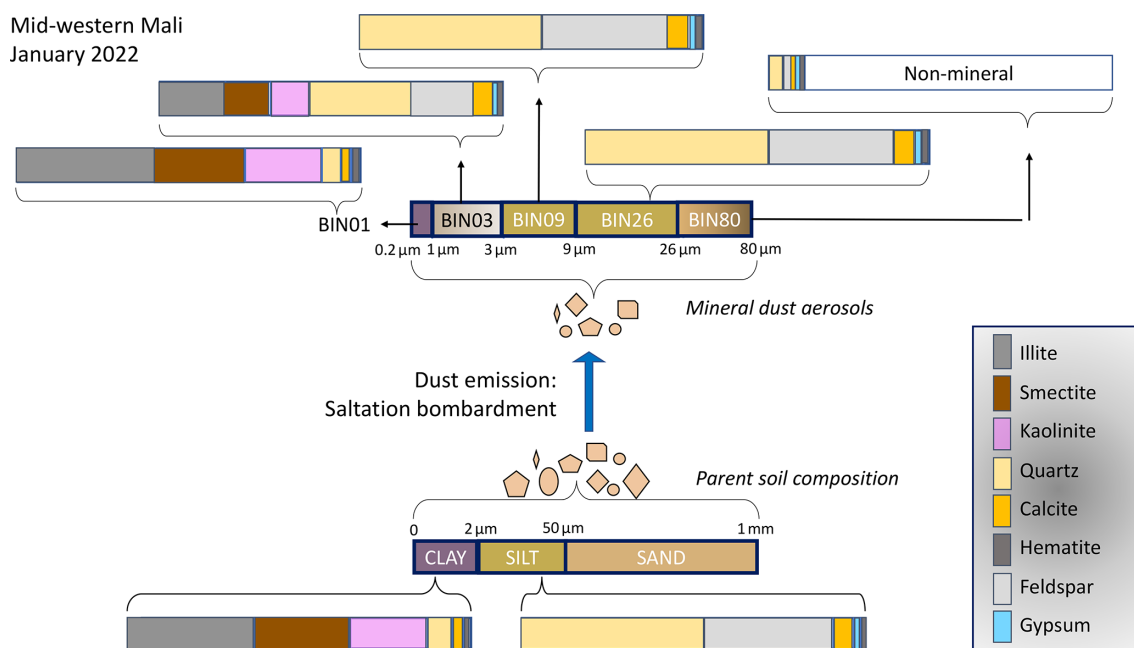 Mid-western Mali
January 2022
Non-mineral
BIN01
BIN03
BIN09
BIN26
BIN80
0.2 µm
1 µm
3 µm
9 µm
26 µm
80 µm
Mineral dust aerosols
Dust emission:
Saltation bombardment
Parent soil composition
0
2 µm
50 µm
1 mm
CLAY
SILT
SAND
Illite
Smectite
Kaolinite
Quartz
Calcite
Hematite
Feldspar
Gypsum